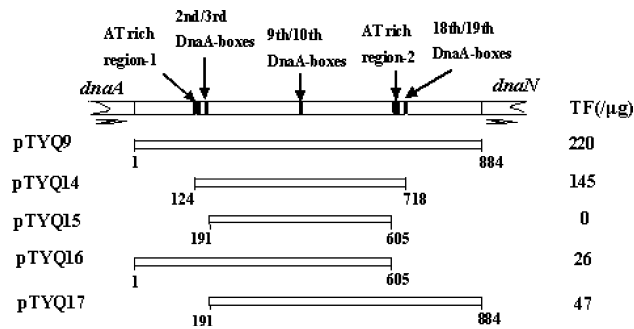 2nd/3rd DnaA-boxes
AT rich region-1
9th/10th DnaA-boxes
AT rich region-2
18th/19th DnaA-boxes
dnaA
dnaN
TF(/µg)
pTYQ9
1
884
220
pTYQ14
124
718
145
pTYQ15
191
605
0
pTYQ16
1
605
26
pTYQ17
191
884
47